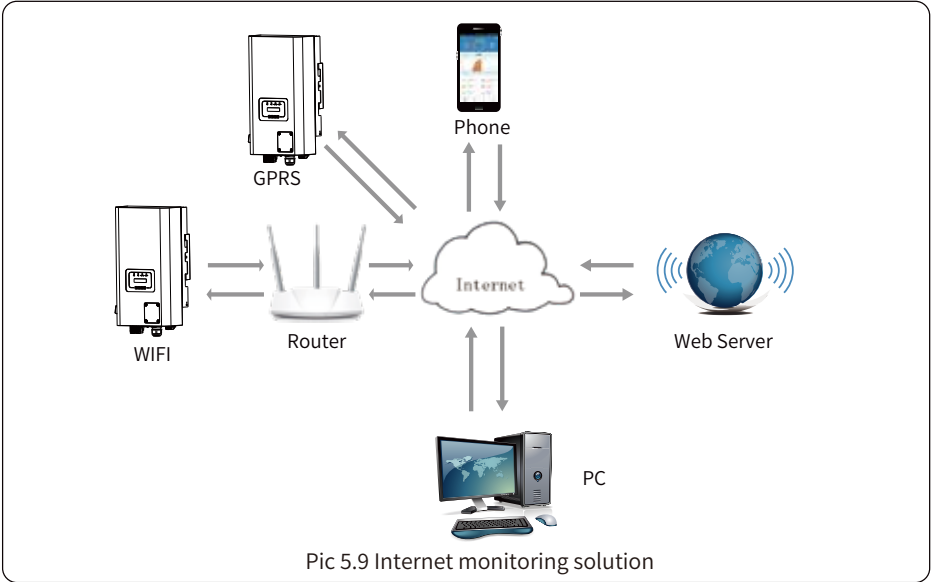 Phone
GPRS
Internet
WIFI
Router
Web Server
PC
Pic 5.9 Internet monitoring solution